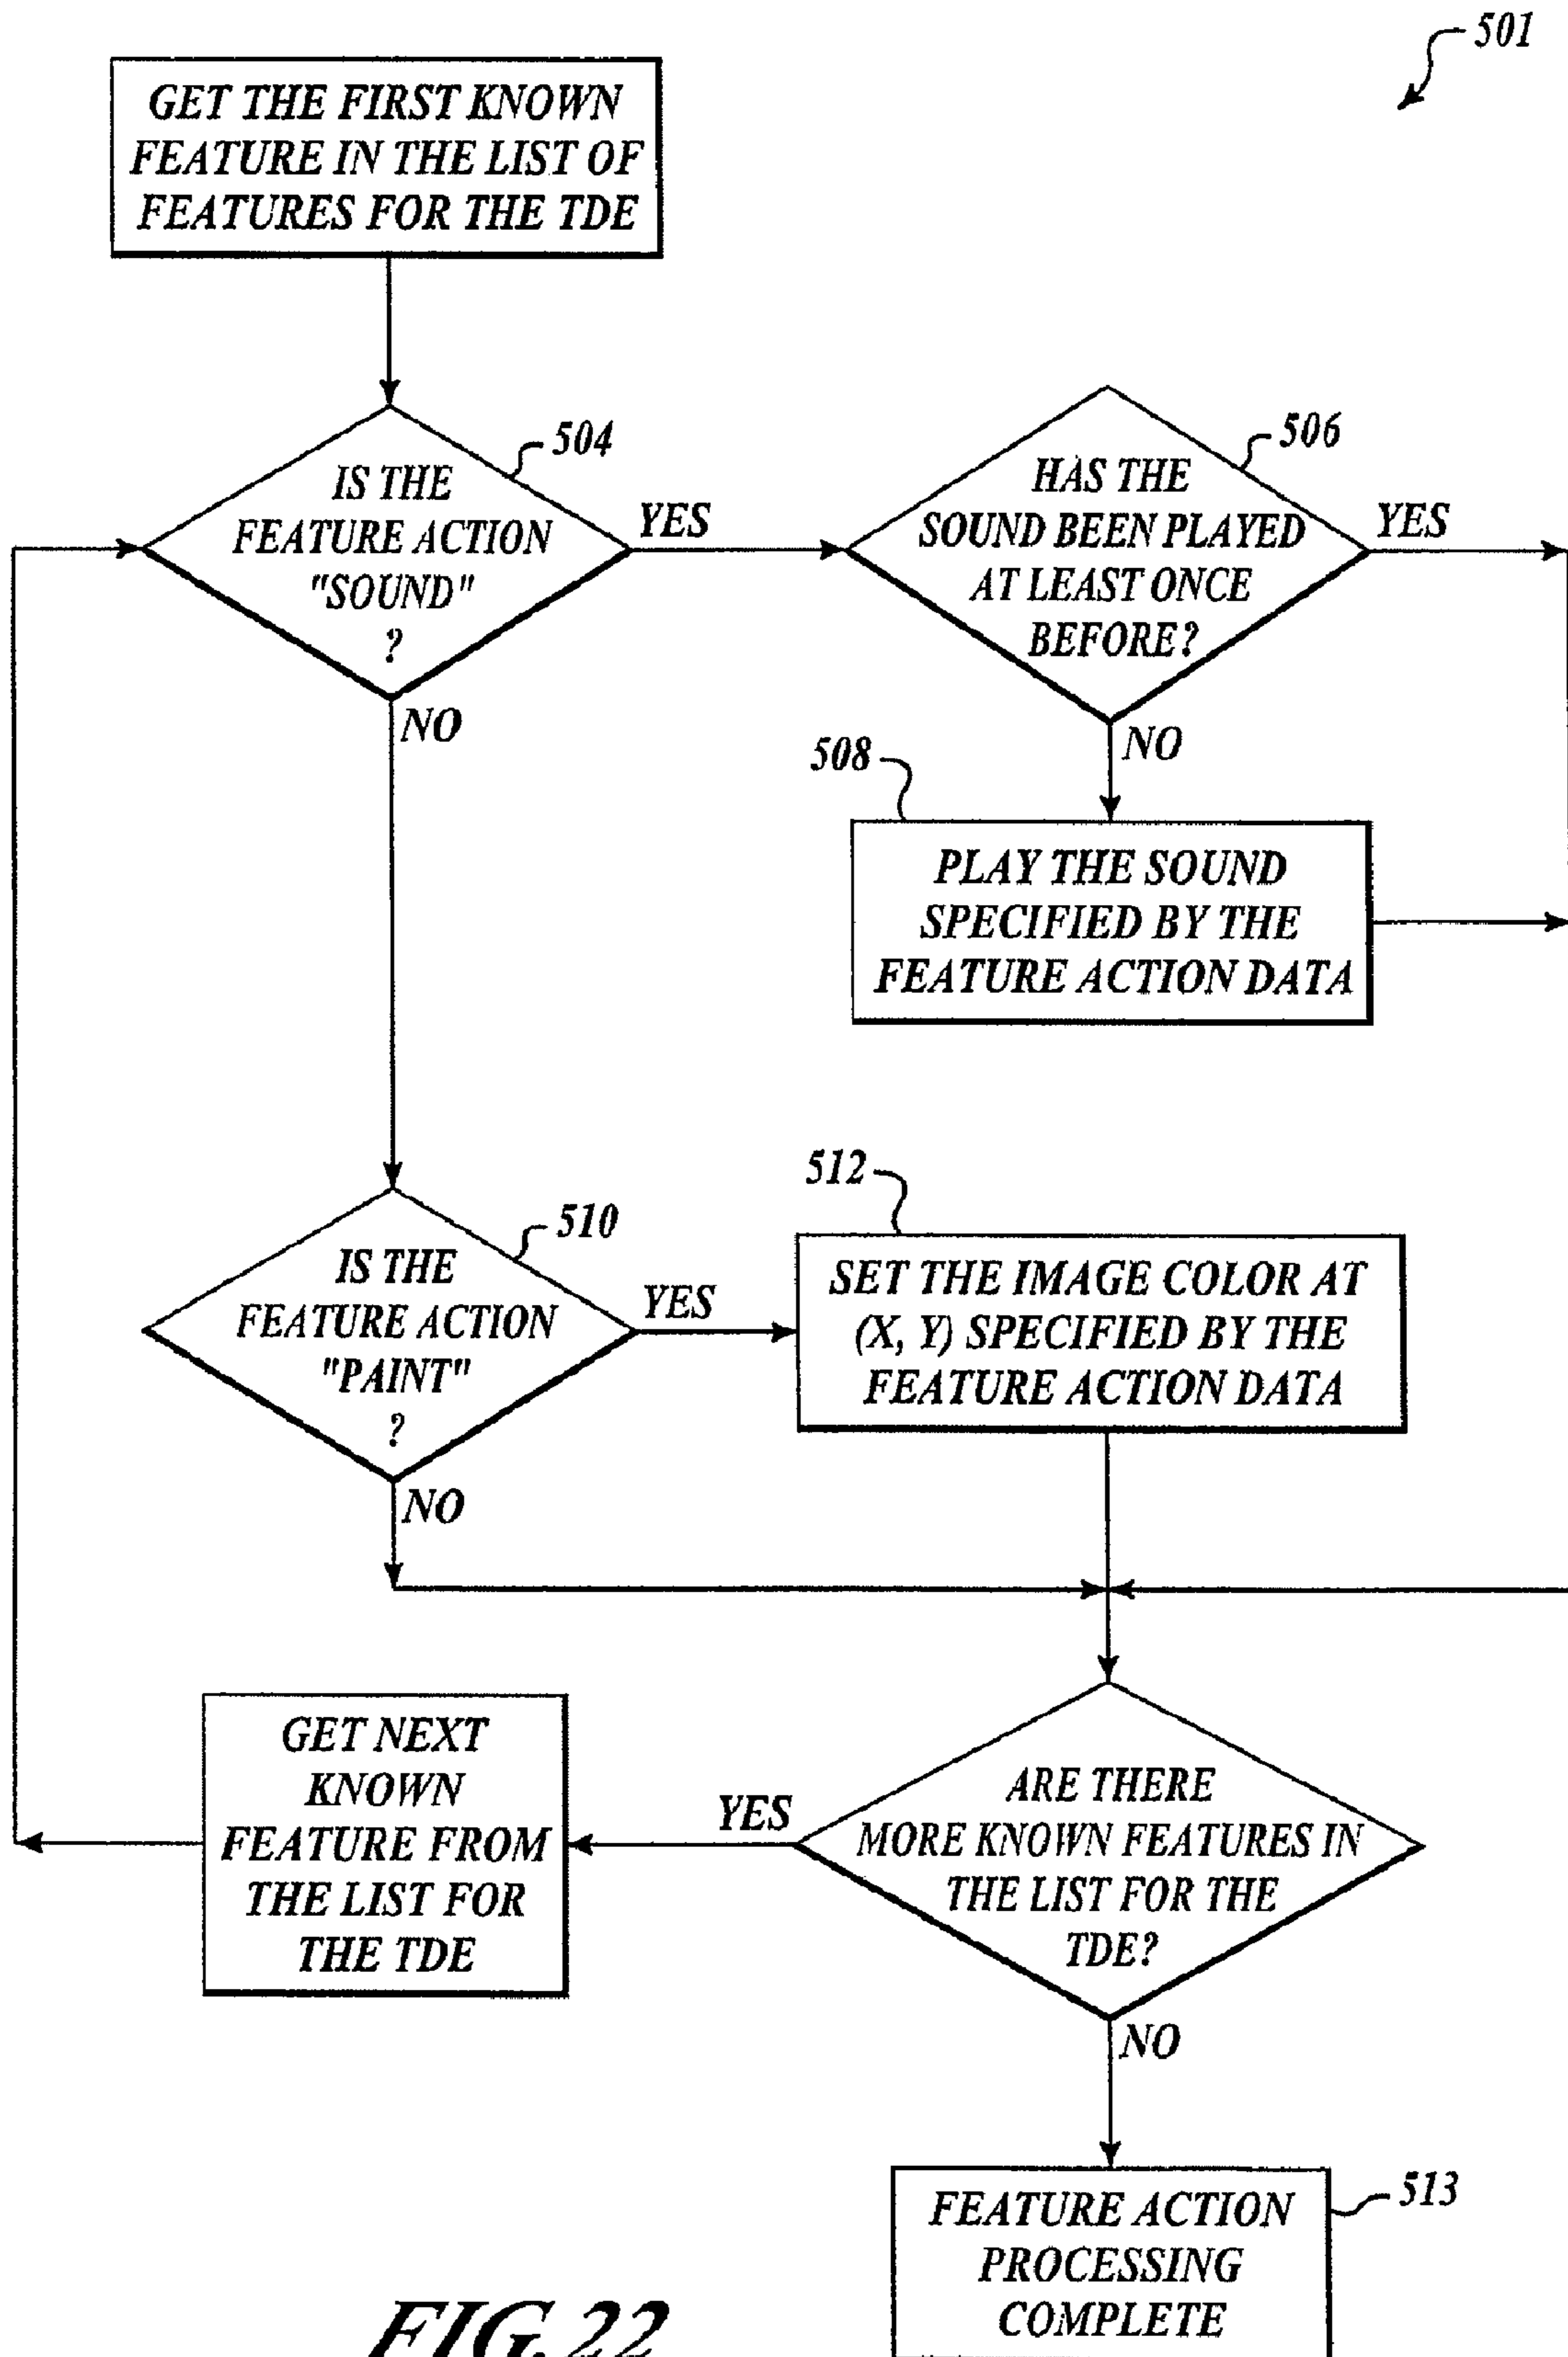 501
GET THE FIRST KNOWN
FEATURE IN THE LIST OF
FEATURES FOR THE TDE
504
IS THE
FEATURE ACTION
"SOUND"
?
YES
NO
506
HAS THE
SOUND BEEN PLAYED
AT LEAST ONCE
BEFORE?
YES
NO
508
PLAY THE SOUND
SPECIFIED BY THE
FEATURE ACTION DATA
510
IS THE
FEATURE ACTION
"PAINT"
?
YES
NO
512
SET THE IMAGE COLOR AT
(X, Y) SPECIFIED BY THE
FEATURE ACTION DATA
GET NEXT
KNOWN
FEATURE FROM
THE LIST FOR
THE TDE
YES
ARE THERE
MORE KNOWN FEATURES IN
THE LIST FOR THE
TDE?
NO
513
FEATURE ACTION
PROCESSING
COMPLETE
FIG.22